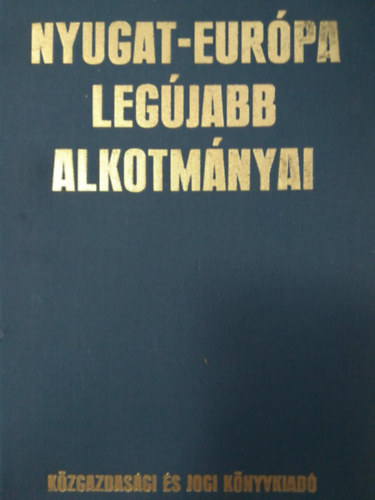 NYUGAT-EURÓPA
LEGÚJABB
ALKOTMÁNYAI
KÖZGAZDASÁGI ÉS JOGI KÖNYVKIADÓ